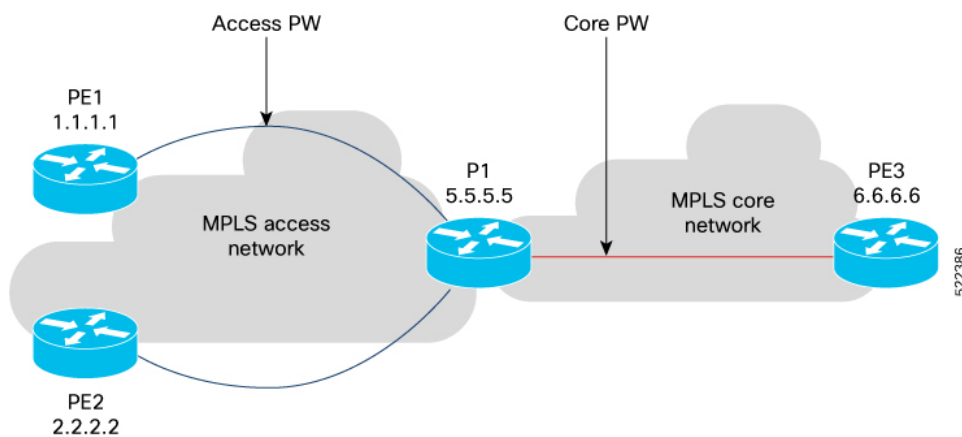 Access PW
Core PW
PE1
1.1.1.1
P1
5.5.5.5
PE3
6.6.6.6
MPLS access
network
MPLS core
network
PE2
2.2.2.2
522386